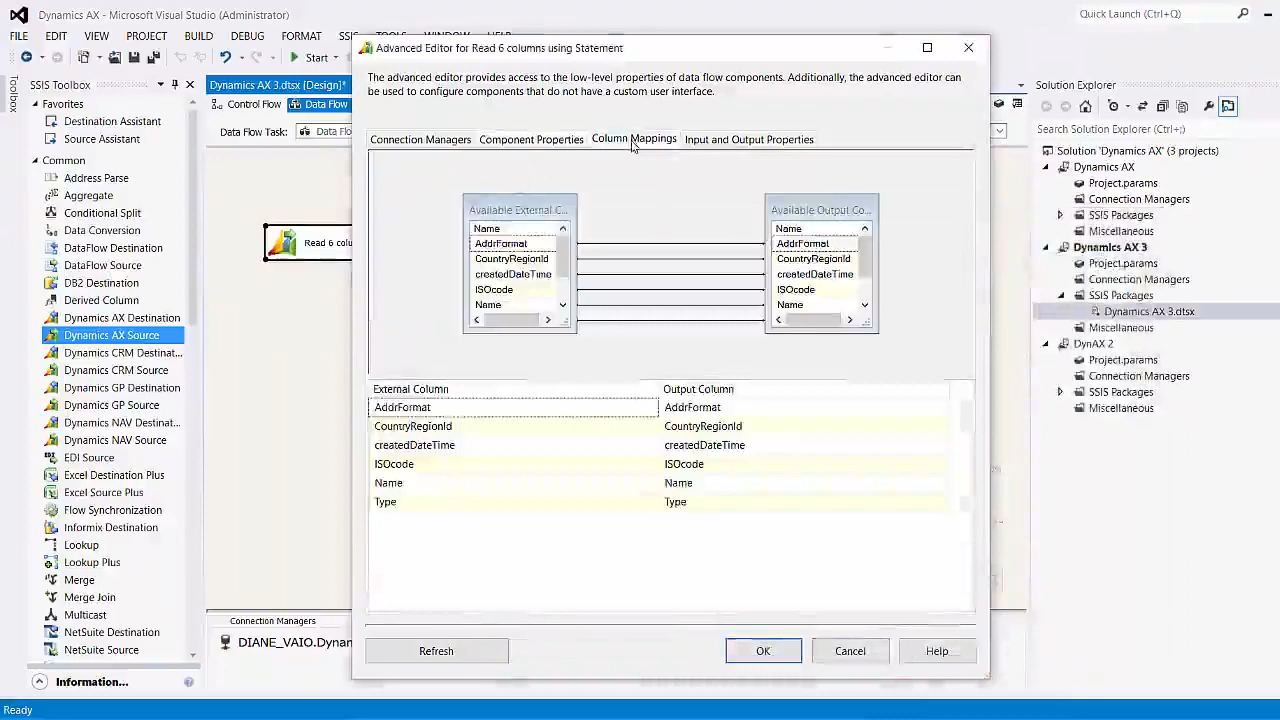 Dynamics AX - Microsoft Visual Studio (Administrator)
Quick Launch (Ctrl+Q)
FILE EDIT VIEW PROJECT BUILD DEBUG FORMAT
Start
Advanced Editor for Read 6 columns using Statement
The advanced editor provides access to the low-level properties of data flow components. Additionally, the advanced editor can
be used to configure components that do not have a custom user interface.
Connection Managers Component Properties Column Mappings Input and Output Properties
Available External C...
Name
AddrFormat
CountryRegionId
createdDateTime
ISOcode
Name
Available Output Co...
Name
AddrFormat
CountryRegionId
createdDateTime
ISOcode
Name
External Column Output Column
AddrFormat AddrFormat
CountryRegionId CountryRegionId
createdDateTime createdDateTime
ISOcode ISOcode
Name Name
Type Type
Refresh OK Cancel Help
Toolbox
SSIS Toolbox
Favorites
Destination Assistant
Source Assistant
Common
Address Parse
Aggregate
Conditional Split
Data Conversion
DataFlow Destination
DataFlow Source
DB2 Destination
Derived Column
Dynamics AX Destination
Dynamics AX Source
Dynamics CRM Destinat...
Dynamics CRM Source
Dynamics GP Destination
Dynamics GP Source
Dynamics NAV Destinat...
Dynamics NAV Source
EDI Source
Excel Destination Plus
Excel Source Plus
Flow Synchronization
Informix Destination
Lookup
Lookup Plus
Merge
Merge Join
Multicast
NetSuite Destination
NetSuite Source
Information...
Dynamics AX 3.dtsx [Design]*
Control Flow Data Flow
Data Flow Task: Data Flo
Read 6 colu
Connection Managers
DIANE_VAIO.Dynan
Solution Explorer
Search Solution Explorer (Ctrl+;)
Solution 'Dynamics AX' (3 projects)
Dynamics AX
Project.params
Connection Managers
SSIS Packages
Miscellaneous
Dynamics AX 3
Project.params
Connection Managers
SSIS Packages
Dynamics AX 3.dtsx
Miscellaneous
DynAX 2
Project.params
Connection Managers
SSIS Packages
Miscellaneous
Ready